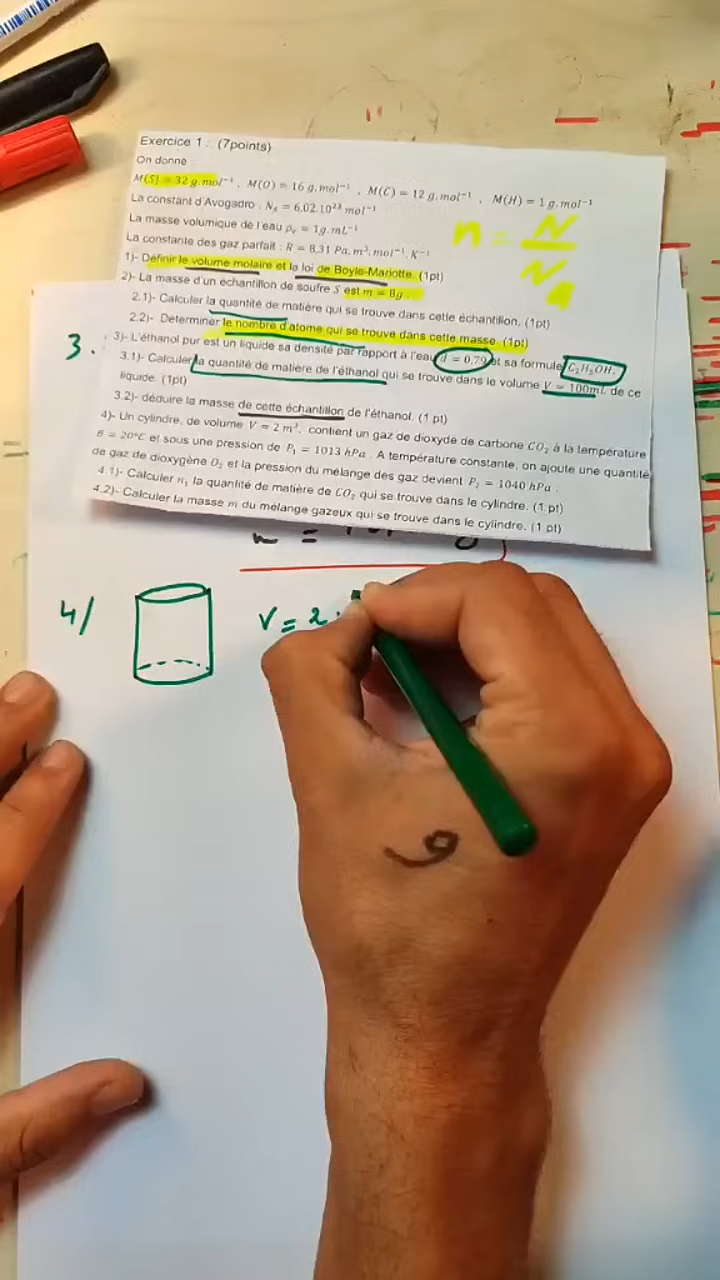 Exercice 1 : (7points)
On donne :
M(S) = 32 g.mol⁻¹ , M(O) = 16 g.mol⁻¹ , M(C) = 12 g.mol⁻¹ , M(H) = 1 g.mol⁻¹
La constant d'Avogadro : Nₐ = 6,02.10²³ mol⁻¹
La masse volumique de l'eau ρₑ = 1g.mL⁻¹
La constante des gaz parfait : R = 8,31 Pa.m³.mol⁻¹.K⁻¹
n = N / Na
1)- Définir le volume molaire et la loi de Boyle-Mariotte. (1pt)
2)- La masse d'un échantillon de soufre S est m = 8g .
2.1)- Calculer la quantité de matière qui se trouve dans cette échantillon. (1pt)
2.2)- Déterminer le nombre d'atome qui se trouve dans cette masse. (1pt)
3.
3)- L'éthanol pur est un liquide sa densité par rapport à l'eau d = 0,79 et sa formule C₂H₅OH.
3.1)- Calculer la quantité de matière de l'éthanol qui se trouve dans le volume V = 100mL de ce
liquide. (1pt)
3.2)- déduire la masse de cette échantillon de l'éthanol. (1 pt)
4)- Un cylindre, de volume V = 2 m³, contient un gaz de dioxyde de carbone CO₂ à la température
θ = 20°C et sous une pression de P₁ = 1013 hPa . A température constante, on ajoute une quantité
de gaz de dioxygène O₂ et la pression du mélange des gaz devient P₂ = 1040 hPa .
4.1)- Calculer n₁ la quantité de matière de CO₂ qui se trouve dans le cylindre. (1 pt)
4.2)- Calculer la masse m du mélange gazeux qui se trouve dans le cylindre. (1 pt)
m =
4/
V = 2